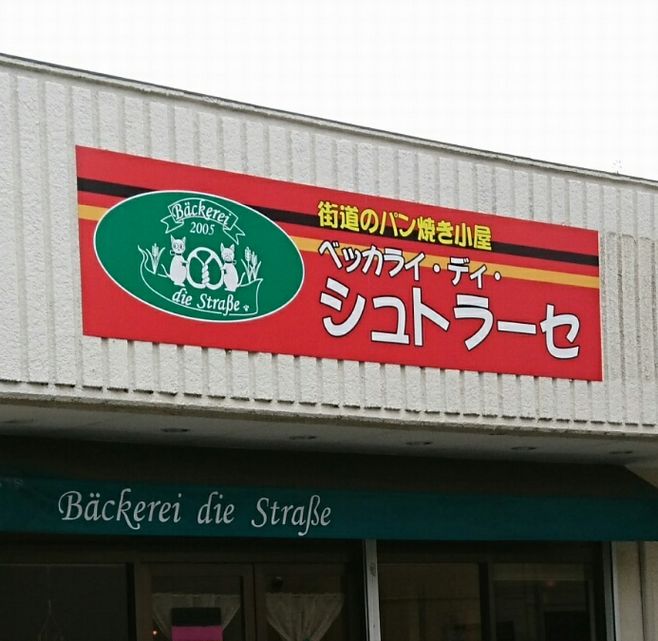 Bäckerei
2005
die Straße
街道のパン焼き小屋
ベッカライ・ディ・
シュトラーセ
Bäckerei die Straße